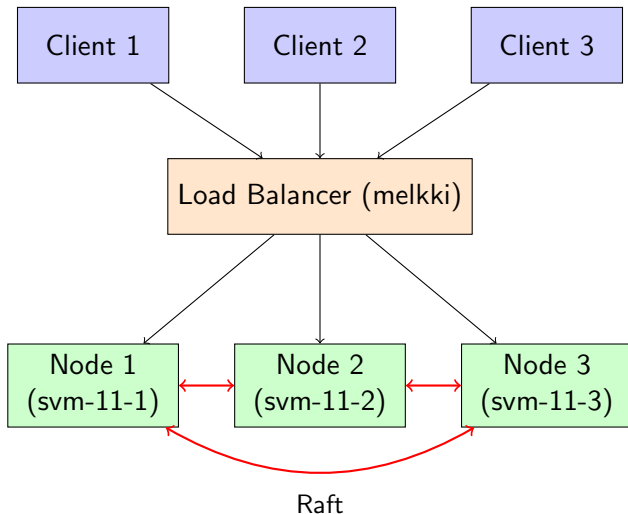 Client 1
Client 2
Client 3
Load Balancer (melkki)
Node 1
(svm-11-1)
Node 2
(svm-11-2)
Node 3
(svm-11-3)
Raft